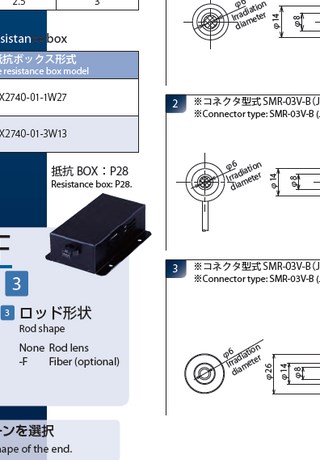 2.5 3
box
抵抗ボックス形式
resistance box model
X2740-01-1W27
X2740-01-3W13
抵抗 BOX：P28
Resistance box: P28.
3
3 ロッド形状
Rod shape
None Rod lens
-F Fiber (optional)
ーンを選択
shape of the end.
Irradiation
diameter
φ14
φ8
2 ※コネクタ型式 SMR-03V-B (J
※Connector type: SMR-03V-B (J
φ6
Irradiation
diameter
φ14
φ8
3 ※コネクタ型式 SMR-03V-B (J
※Connector type: SMR-03V-B (J
φ6
Irradiation
diameter
φ26
φ14
φ8